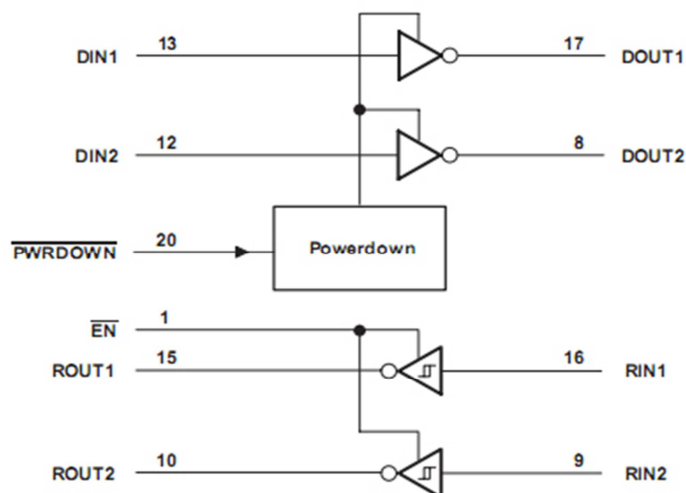 DIN1 13 17 DOUT1
DIN2 12 8 DOUT2
PWRDOWN 20 Powerdown
EN 1
ROUT1 15 16 RIN1
ROUT2 10 9 RIN2